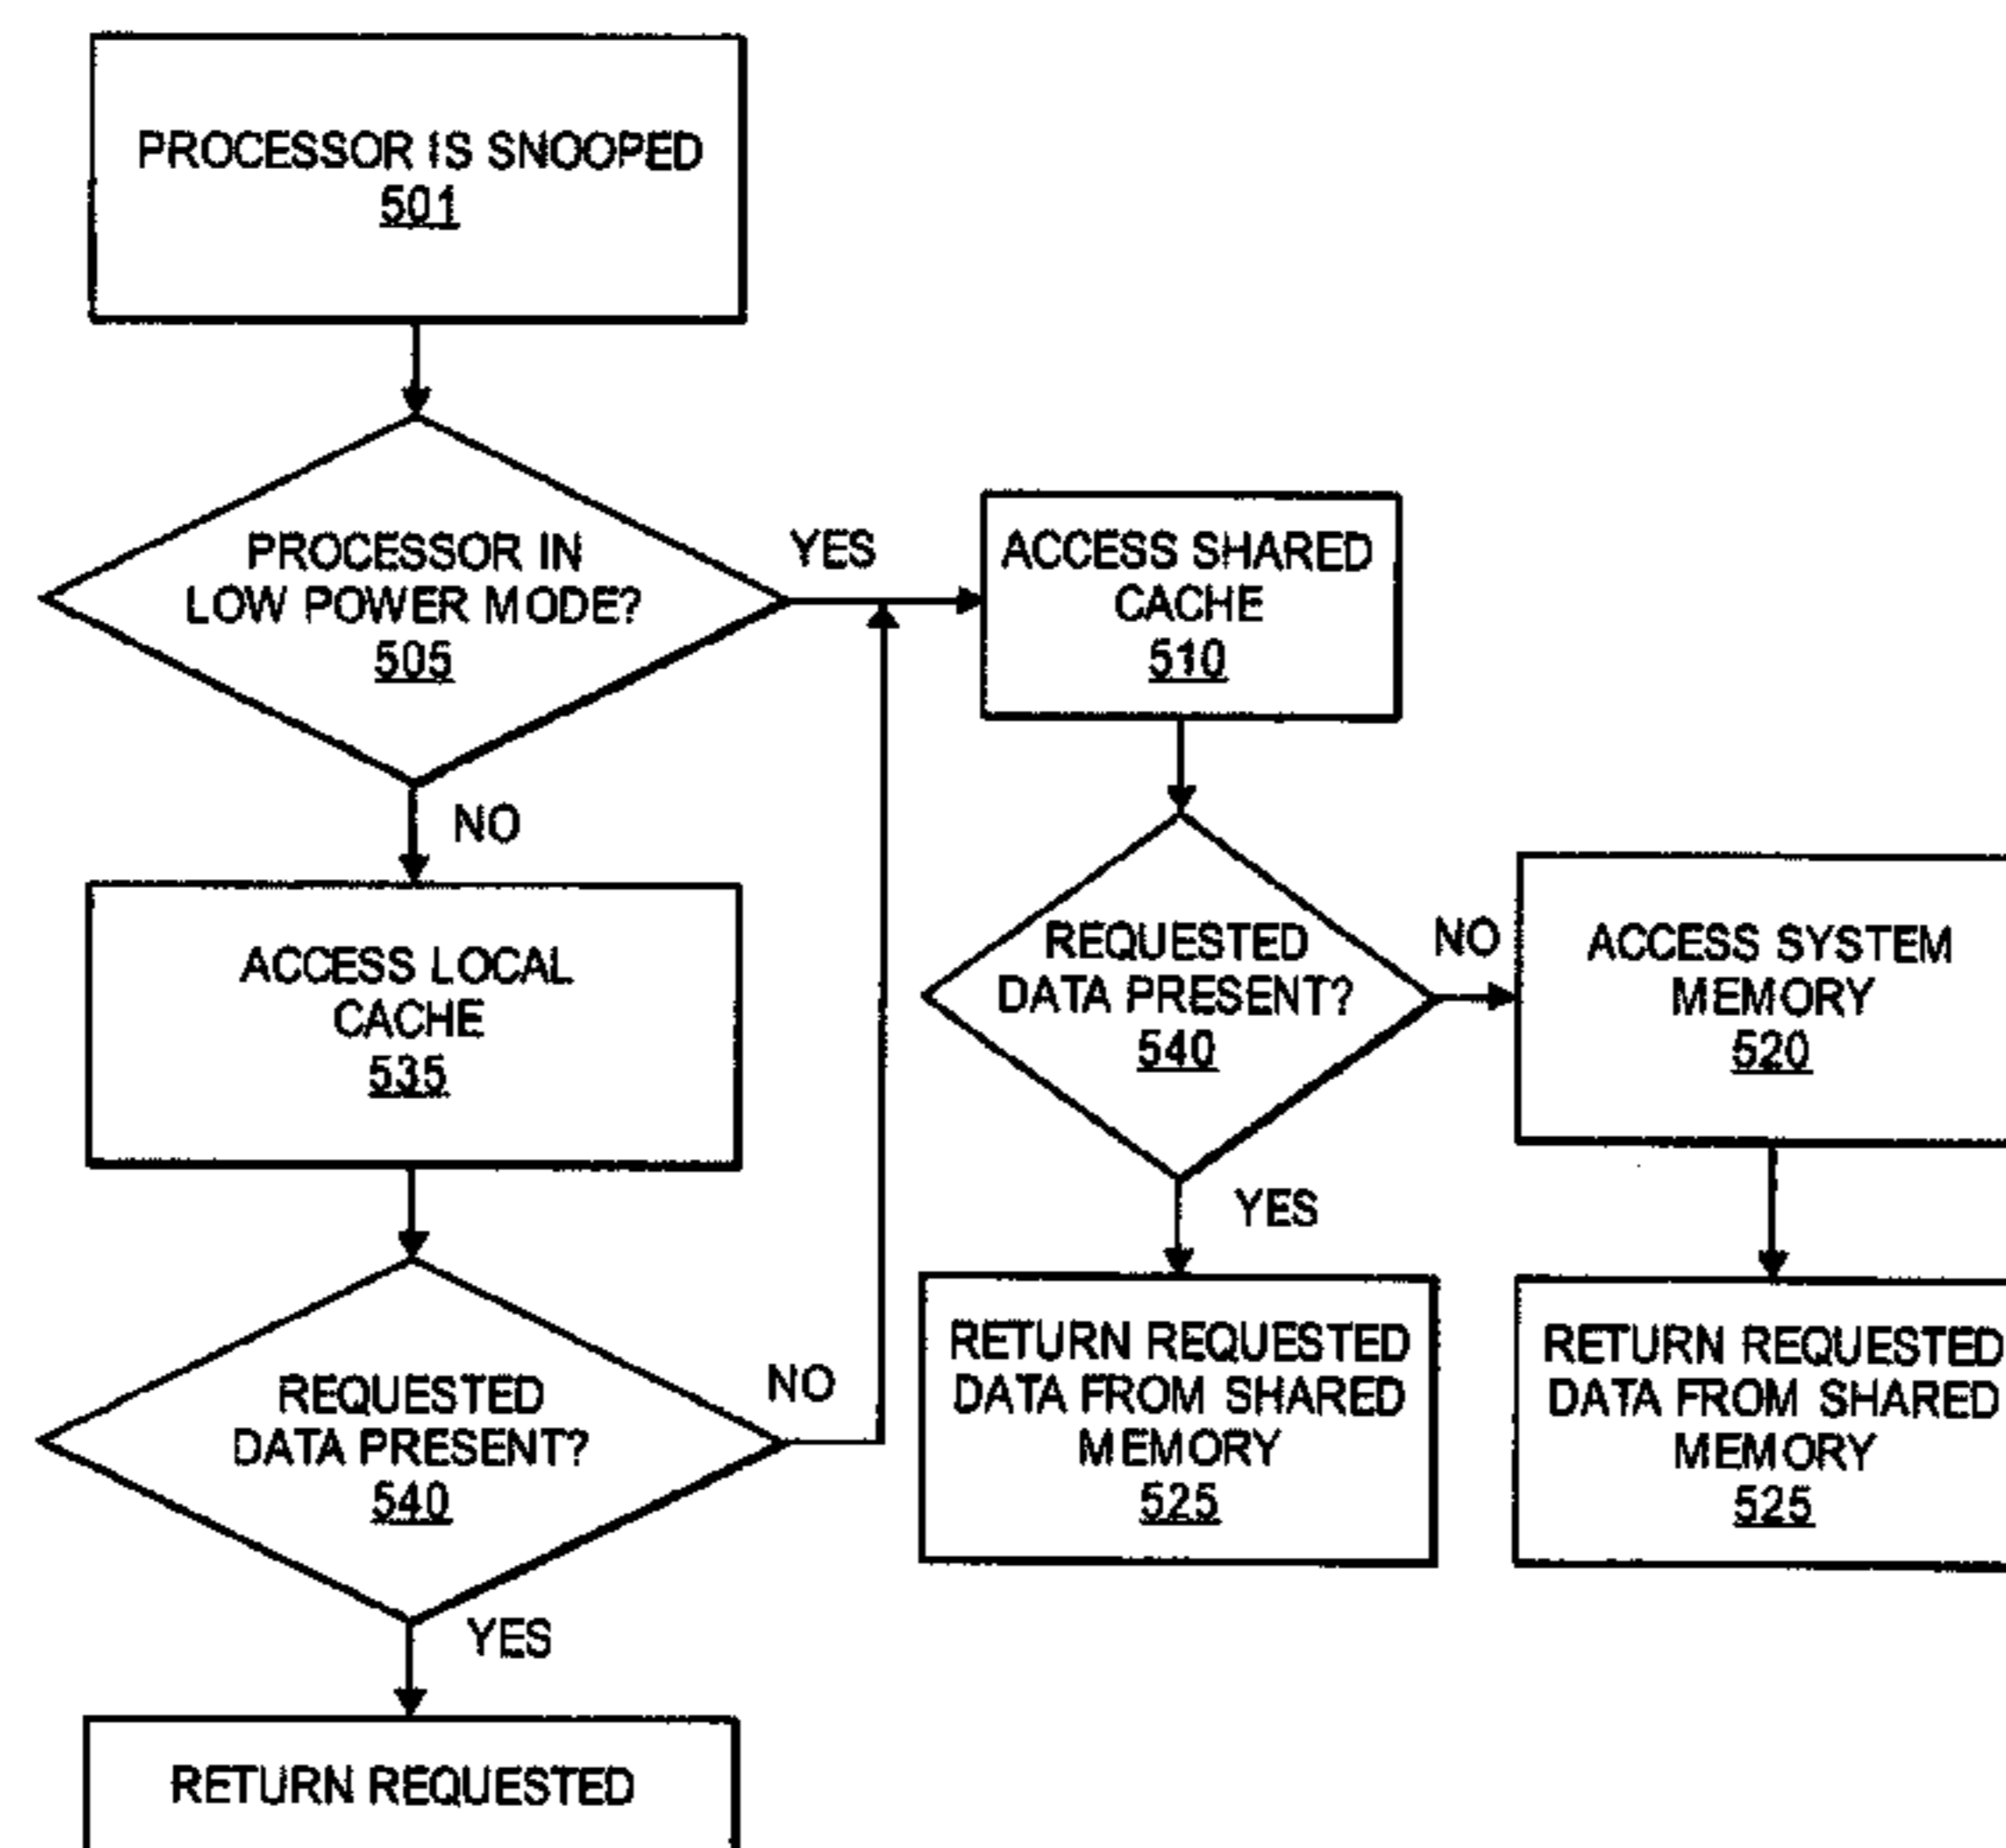 PROCESSOR IS SNOOPED
501
PROCESSOR IN
LOW POWER MODE?
505
YES
ACCESS SHARED
CACHE
510
NO
ACCESS LOCAL
CACHE
535
REQUESTED
DATA PRESENT?
540
NO
ACCESS SYSTEM
MEMORY
520
YES
REQUESTED
DATA PRESENT?
540
NO
RETURN REQUESTED
DATA FROM SHARED
MEMORY
525
RETURN REQUESTED
DATA FROM SHARED
MEMORY
525
YES
RETURN REQUESTED